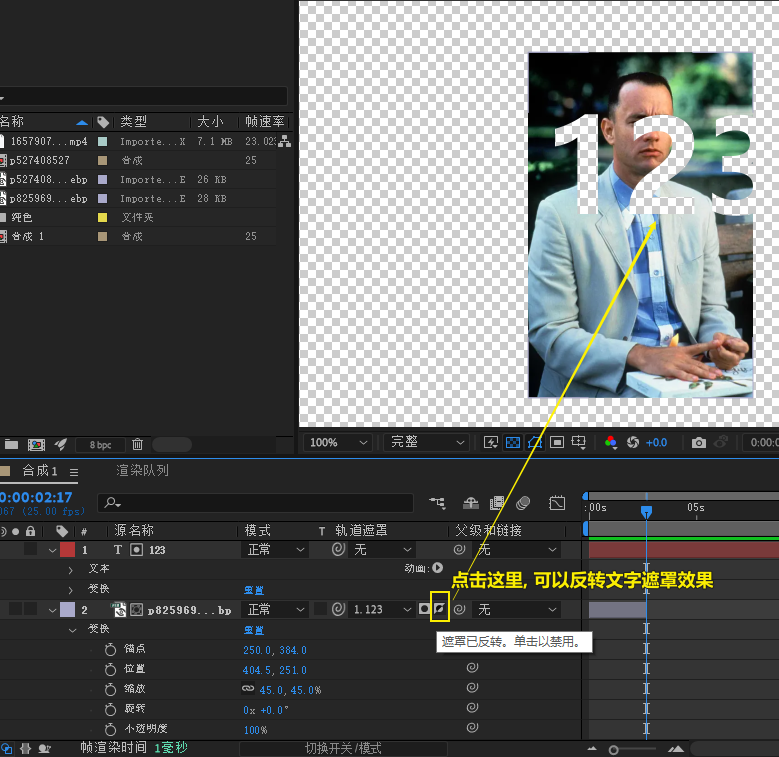 名称 类型 大小 帧速率
1657907...mp4 Importe...X 7.1 MB 23.02
p527408527 合成 25
p527408...ebp Importe...E 26 KB
p825969...ebp Importe...E 28 KB
纯色 文件夹
合成 1 合成 25
123
8 bpc
100% 完整 +0.0 0:00:0
合成1 渲染队列
0:00:02:17
067 (25.00 fps)
:00s 05s
# 源名称 模式 T 轨道遮罩 父级和链接
1 T 123 正常 无 无
文本 动画:
变换 重置
点击这里, 可以反转文字遮罩效果
2 p825969...bp 正常 1.123 无
变换 重置
遮罩已反转。单击以禁用。
锚点 250.0, 384.0
位置 404.5, 251.0
缩放 45.0, 45.0%
旋转 0x +0.0°
不透明度 100%
帧渲染时间 1毫秒 切换开关/模式